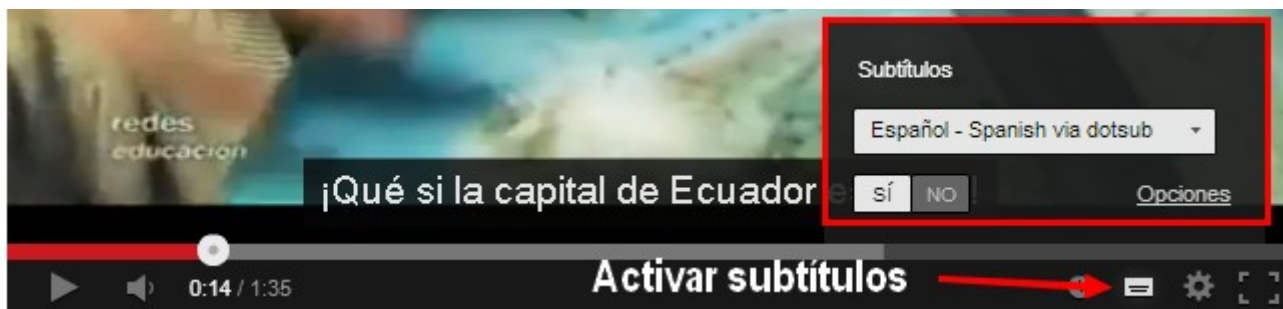 Subtítulos
redes
educación
Español - Spanish via dotsub
¡Qué si la capital de Ecuador
SÍ NO Opciones
0:14 / 1:35
Activar subtítulos